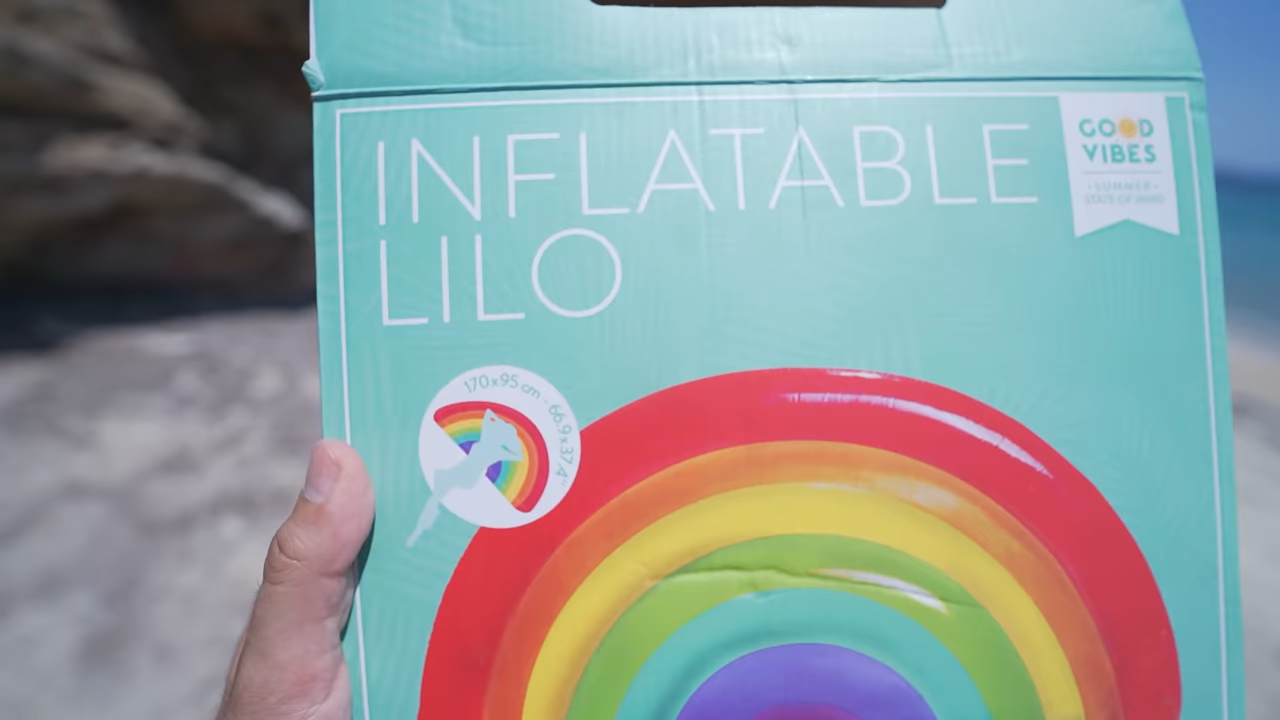 INFLATABLE
LILO
GOOD
VIBES
- SUMMER -
STATE OF MIND
170x95 cm - 66.9x37.4"